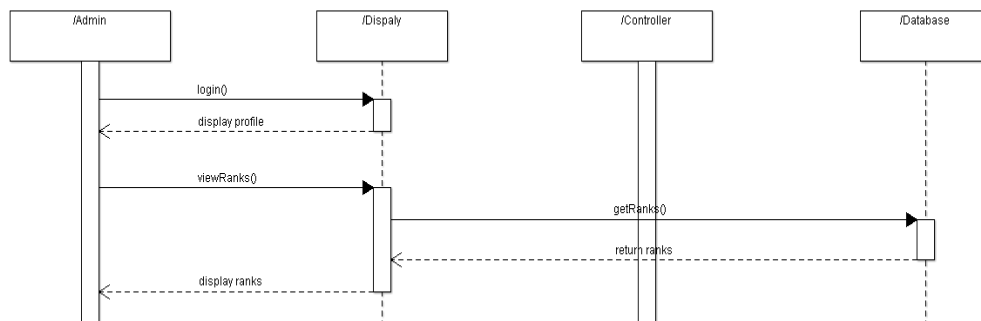 /Admin
/Dispaly
/Controller
/Database
login()
display profile
viewRanks()
getRanks()
return ranks
display ranks